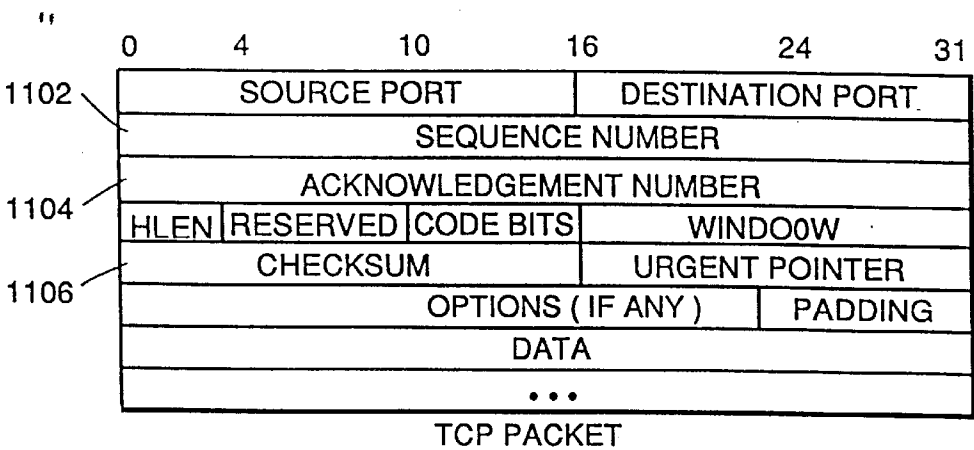 "
0 4 10 16 24 31
1102 SOURCE PORT DESTINATION PORT
SEQUENCE NUMBER
1104 ACKNOWLEDGEMENT NUMBER
HLEN RESERVED CODE BITS WINDO0W
1106 CHECKSUM URGENT POINTER
OPTIONS ( IF ANY ) PADDING
DATA
•••
TCP PACKET